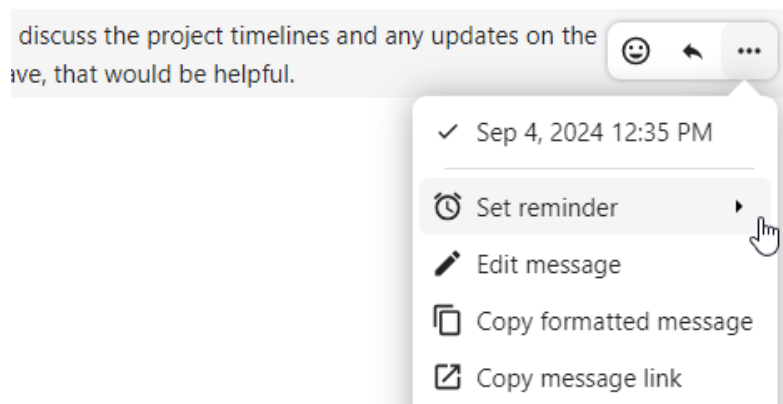 discuss the project timelines and any updates on the
that would be helpful.
Sep 4, 2024 12:35 PM
Set reminder
Edit message
Copy formatted message
Copy message link